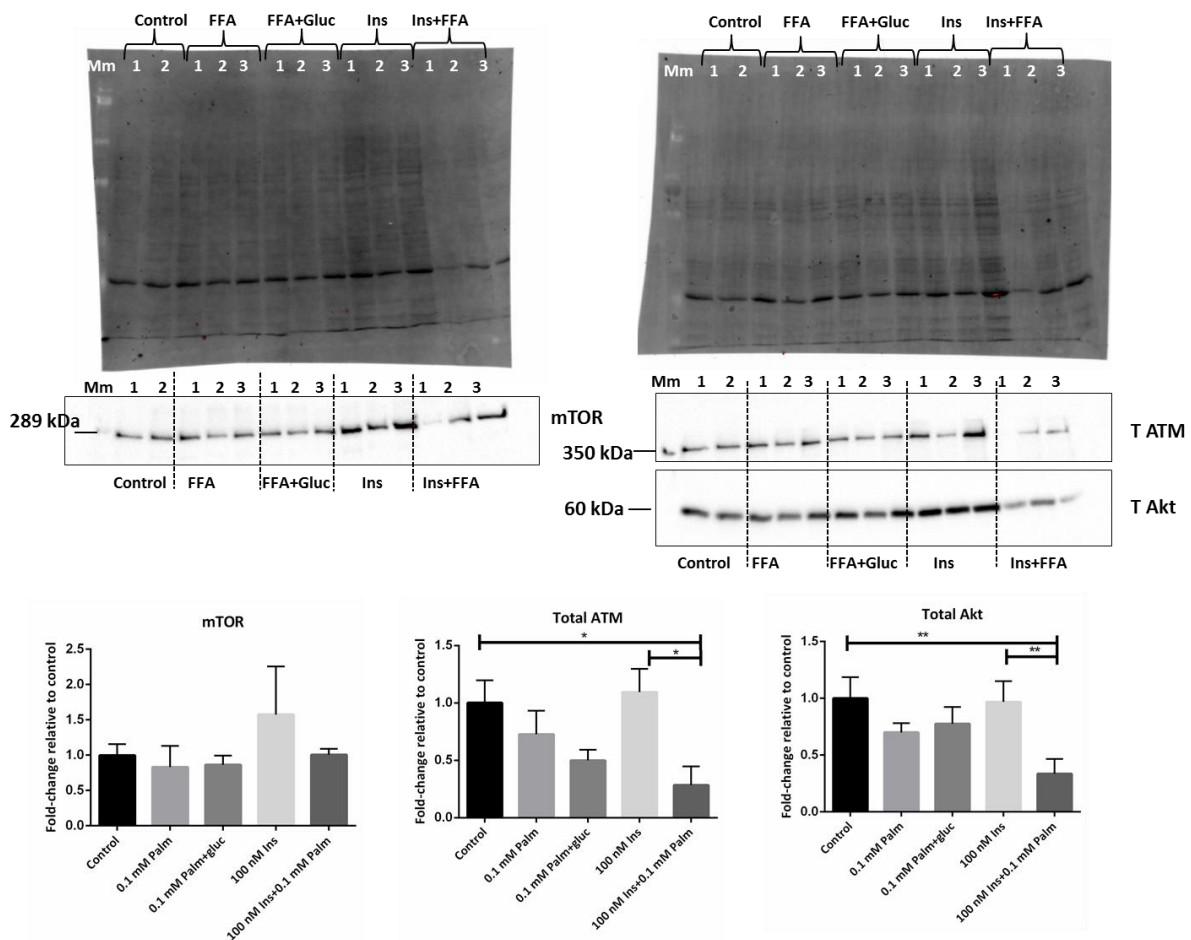 Control FFA FFA+Gluc Ins Ins+FFA
Mm 1 2 1 2 3 1 2 3 1 2 3 1 2 3
Mm 1 2 1 2 3 1 2 3 1 2 3 1 2 3
289 kDa
mTOR
Control FFA FFA+Gluc Ins Ins+FFA
Control FFA FFA+Gluc Ins Ins+FFA
Mm 1 2 1 2 3 1 2 3 1 2 3 1 2 3
Mm 1 2 1 2 3 1 2 3 1 2 3 1 2 3
350 kDa
T ATM
60 kDa
T Akt
Control FFA FFA+Gluc Ins Ins+FFA
mTOR
Fold-change relative to control
2.5
2.0
1.5
1.0
0.5
0.0
Control
0.1 mM Palm
0.1 mM Palm+gluc
100 nM Ins
100 nM Ins+0.1 mM Palm
Total ATM
*
*
Fold-change relative to control
1.5
1.0
0.5
0.0
Control
0.1 mM Palm
0.1 mM Palm+gluc
100 nM Ins
100 nM Ins+0.1 mM Palm
Total Akt
**
**
Fold-change relative to control
1.5
1.0
0.5
0.0
Control
0.1 mM Palm
0.1 mM Palm+gluc
100 nM Ins
100 nM Ins+0.1 mM Palm